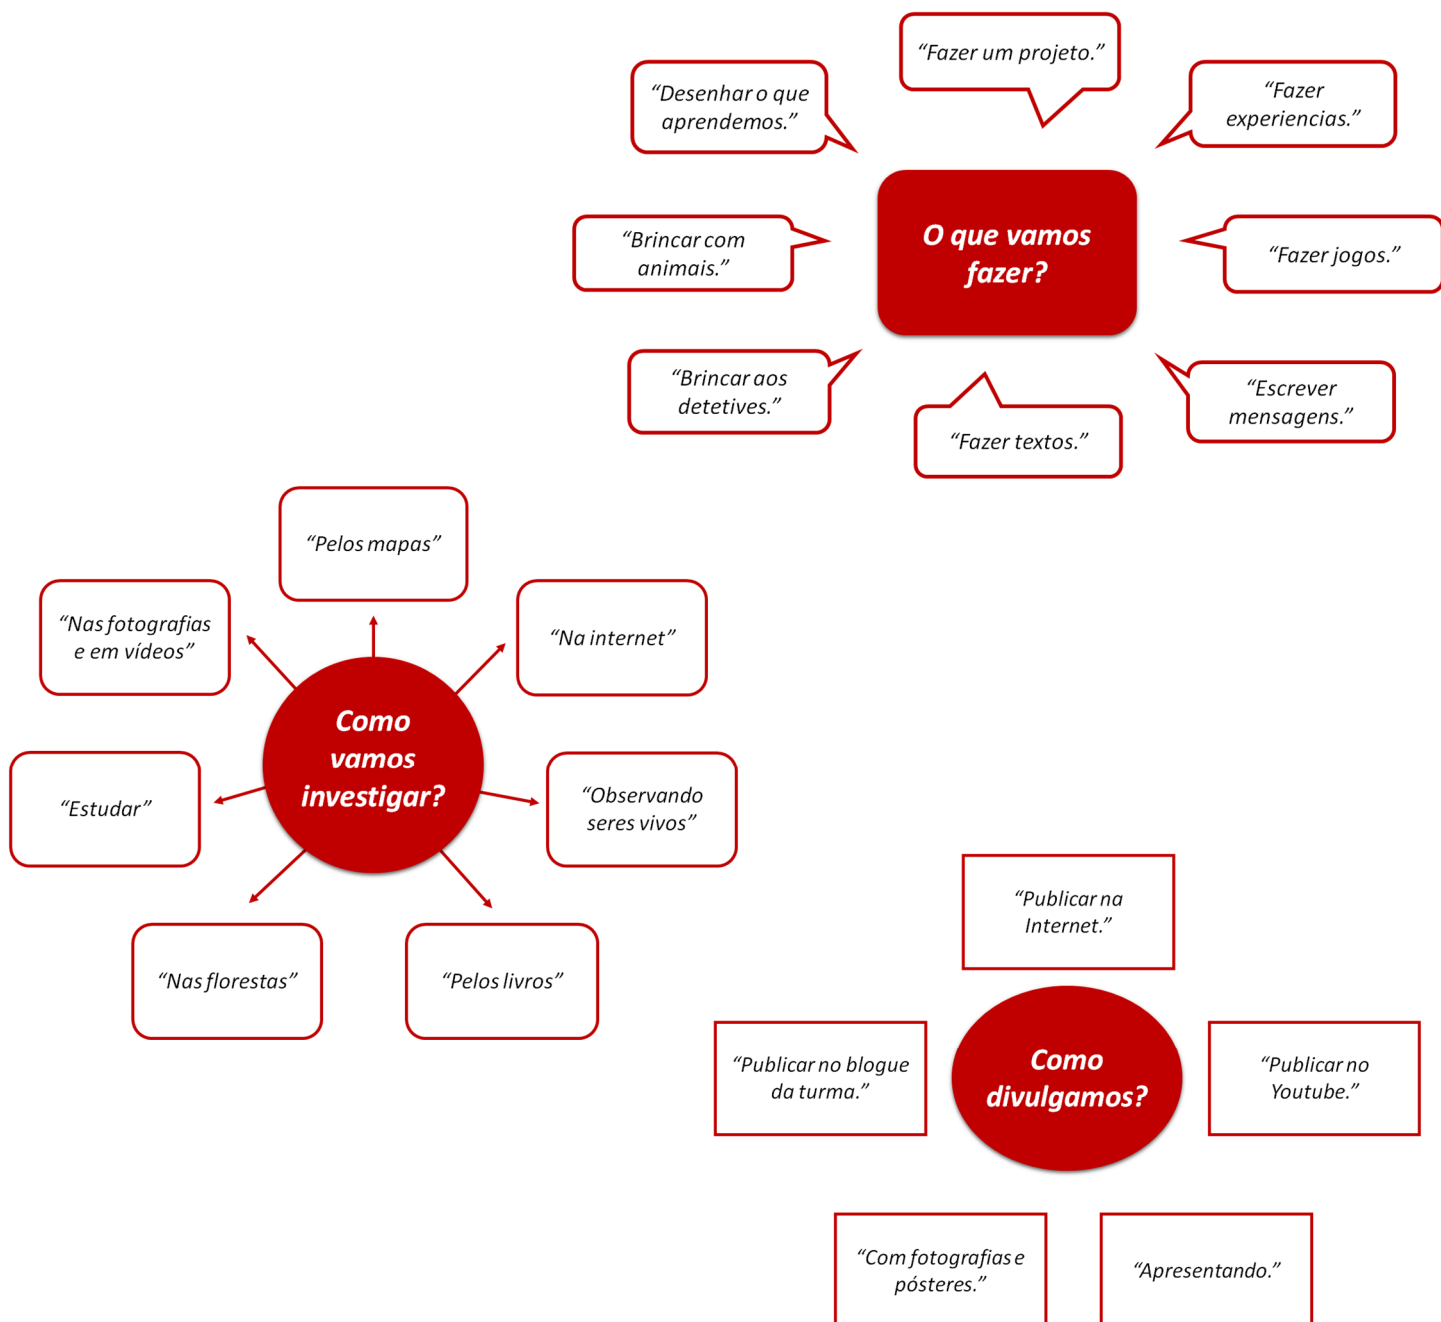 “Fazer um projeto.”
“Desenhar o que
aprendemos.”
“Fazer
experiencias.”
“Brincar com
animais.”
O que vamos
fazer?
“Fazer jogos.”
“Brincar aos
detetives.”
“Fazer textos.”
“Escrever
mensagens.”
“Pelos mapas”
“Nas fotografias
e em vídeos”
“Na internet”
Como
vamos
investigar?
“Estudar”
“Observando
seres vivos”
“Nas florestas”
“Pelos livros”
“Publicar na
Internet.”
“Publicar no blogue
da turma.”
Como
divulgamos?
“Publicar no
Youtube.”
“Com fotografias e
pósteres.”
“Apresentando.”